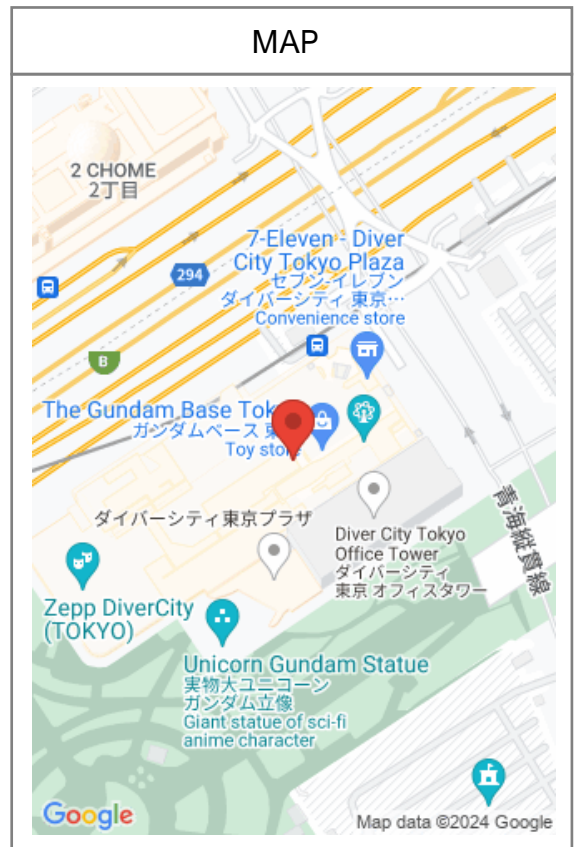 MAP
2 CHOME
2丁目
7-Eleven - Diver
City Tokyo Plaza
セブン-イレブン
ダイバーシティ 東京…
Convenience store
294
B
The Gundam Base Tok
ガンダムベース 東
Toy store
ダイバーシティ東京プラザ
Diver City Tokyo
Office Tower
ダイバーシティ
東京 オフィスタワー
青海縦貫線
Zepp DiverCity
(TOKYO)
Unicorn Gundam Statue
実物大ユニコーン
ガンダム立像
Giant statue of sci-fi
anime character
Google
Map data ©2024 Google